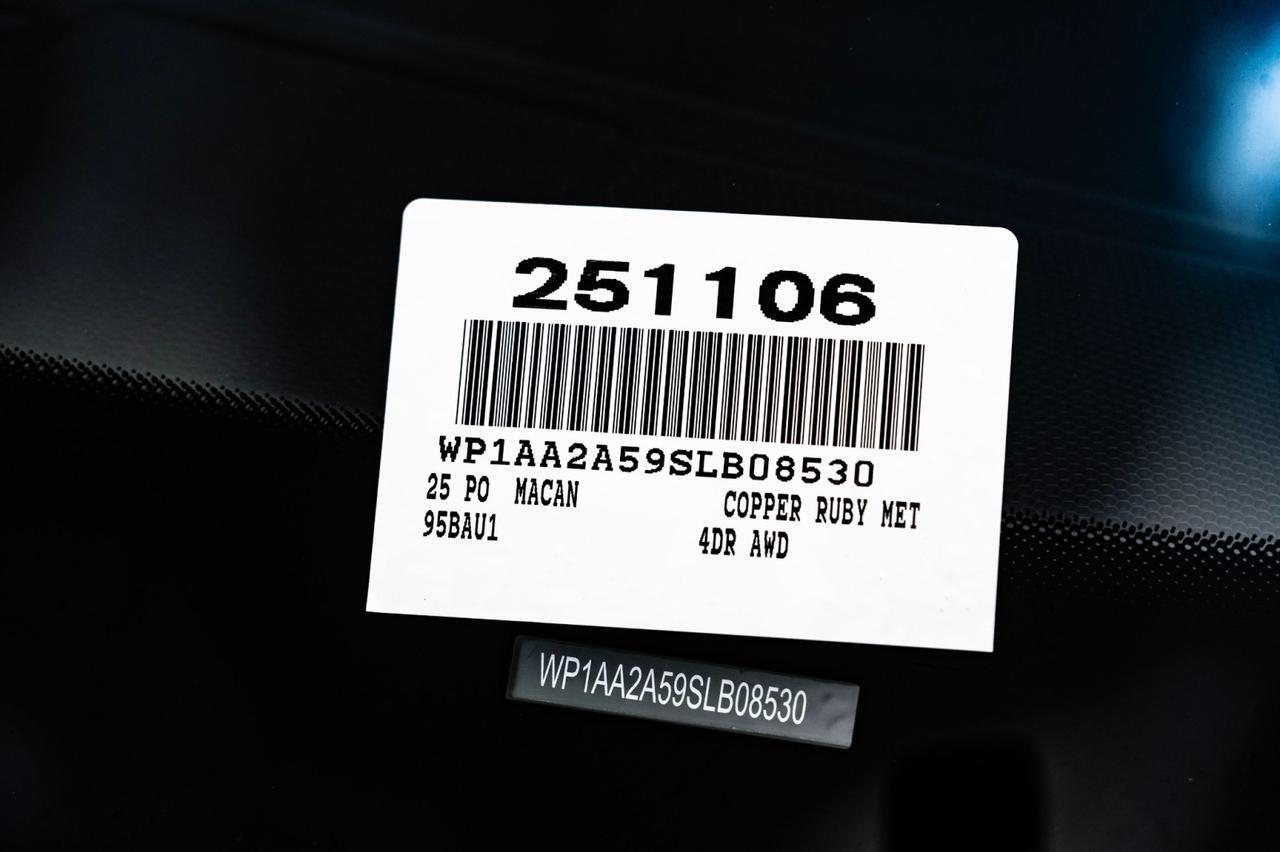 251106
WP1AA2A59SLB08530
25 PO MACAN COPPER RUBY MET
95BAU1 4DR AWD
WP1AA2A59SLB08530